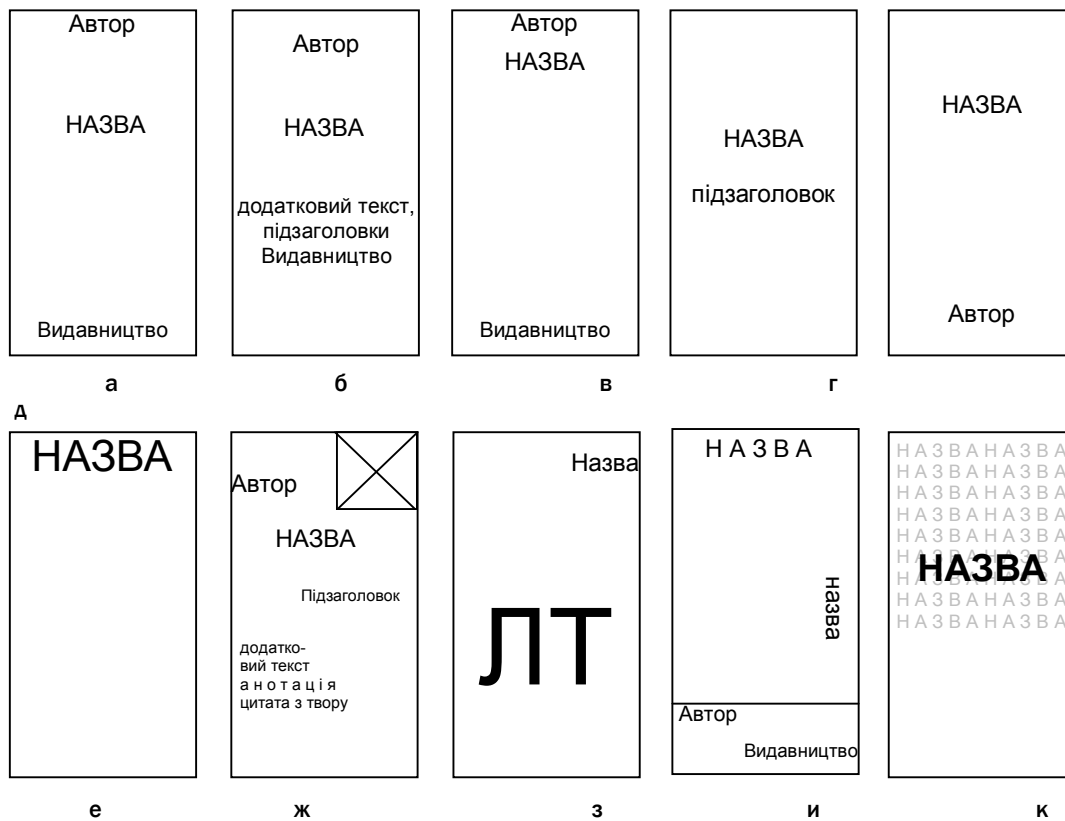 Автор
НАЗВА
Видавництво
а
Автор
НАЗВА
додатковий текст,
підзаголовки
Видавництво
б
Автор
НАЗВА
Видавництво
в
НАЗВА
підзаголовок
г
НАЗВА
Автор
д
НАЗВА
е
Автор
НАЗВА
Підзаголовок
додатко-
вий текст
а н о т а ц і я
цитата з твору
ж
Назва
ЛТ
з
Н А З В А
назва
Автор
Видавництво
и
Н А З В А Н А З В А
Н А З В А Н А З В А
Н А З В А Н А З В А
Н А З В А Н А З В А
Н А З В А Н А З В А
Н А З В А Н А З В А
НАЗВА
Н А З В А Н А З В А
Н А З В А Н А З В А
Н А З В А Н А З В А
к